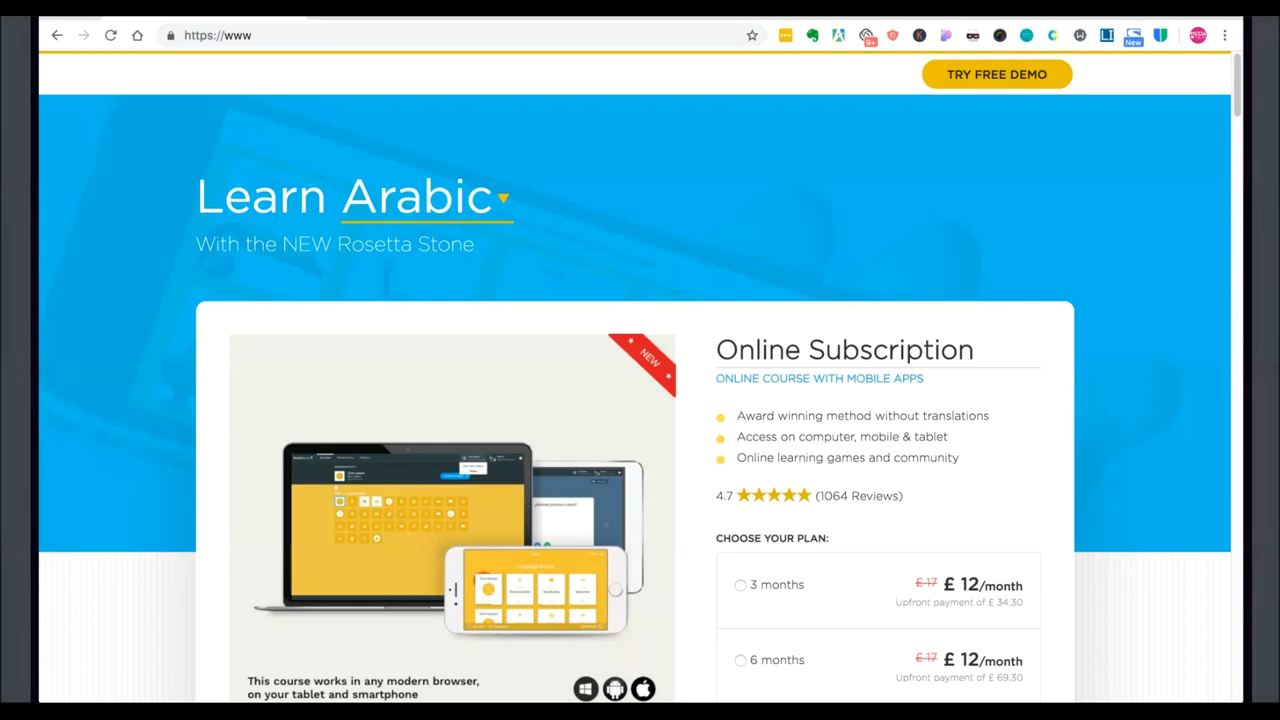 https://www
9+
New
TRY FREE DEMO
Learn Arabic
With the NEW Rosetta Stone
NEW
Online Subscription
ONLINE COURSE WITH MOBILE APPS
Award winning method without translations
Access on computer, mobile & tablet
Online learning games and community
4.7 (1064 Reviews)
CHOOSE YOUR PLAN:
3 months £ 17 £ 12/month
Upfront payment of £ 34,30
6 months £ 17 £ 12/month
Upfront payment of £ 69,30
This course works in any modern browser,
on your tablet and smartphone